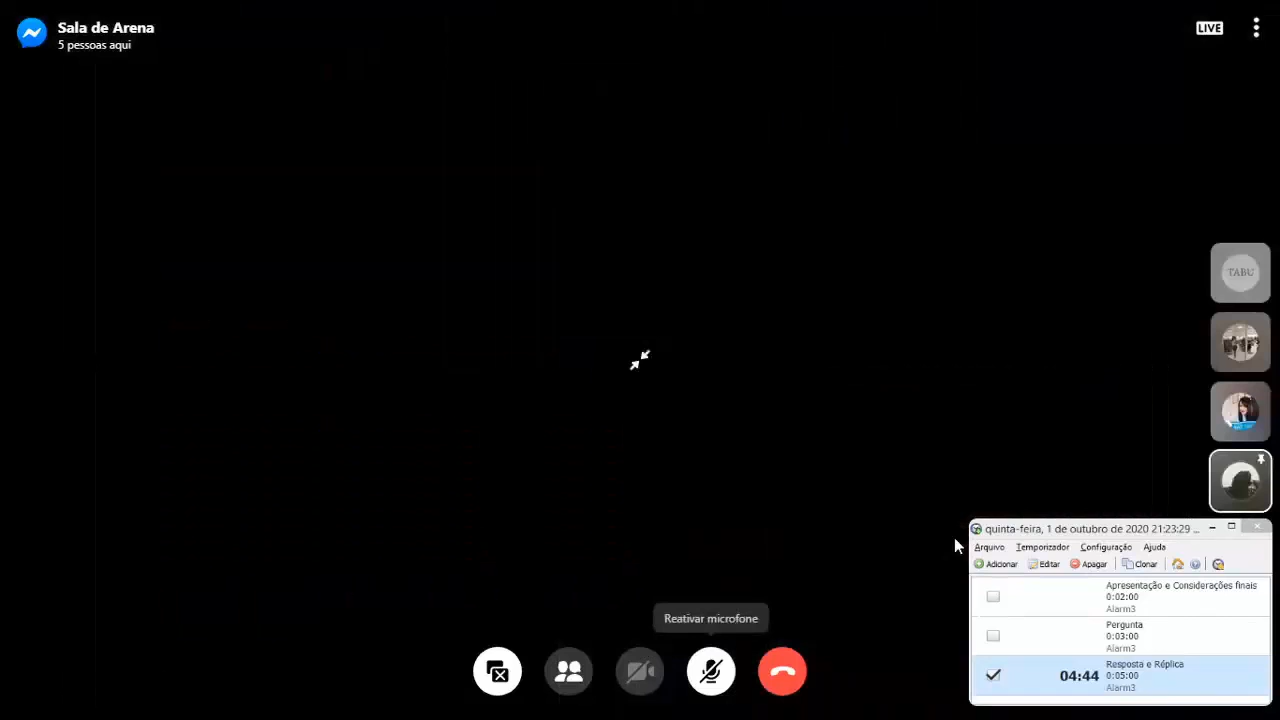 Sala de Arena
5 pessoas aqui
LIVE
TABU
quinta-feira, 1 de outubro de 2020 21:23:29 ...
Arquivo Temporizador Configuração Ajuda
Adicionar Editar Apagar Clonar
Apresentação e Considerações finais
0:02:00
Alarm3
Pergunta
0:03:00
Alarm3
Resposta e Réplica
04:44 0:05:00
Alarm3
Reativar microfone